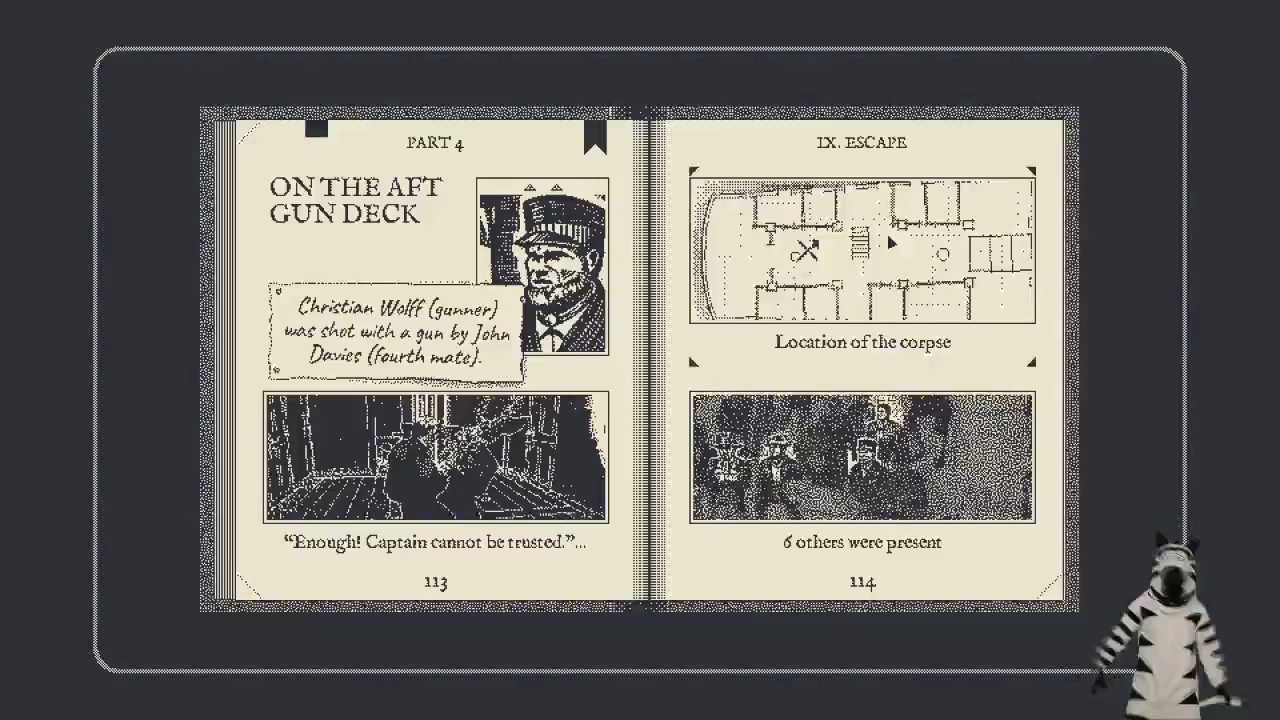 PART 4
ON THE AFT
GUN DECK
Christian Wolff (gunner)
was shot with a gun by John
Davies (fourth mate).
“Enough! Captain cannot be trusted.”...
113
IX. ESCAPE
Location of the corpse
6 others were present
114